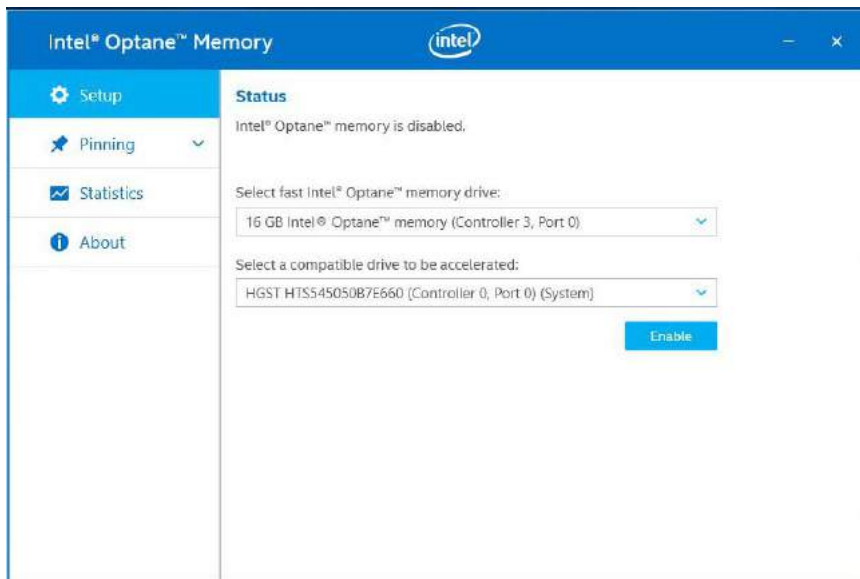 Intel® Optane™ Memory
intel
Setup
Pinning
Statistics
About
Status
Intel® Optane™ memory is disabled.
Select fast Intel® Optane™ memory drive:
16 GB Intel® Optane™ memory (Controller 3, Port 0)
Select a compatible drive to be accelerated:
HGST HTS545050B7E660 (Controller 0, Port 0) (System)
Enable